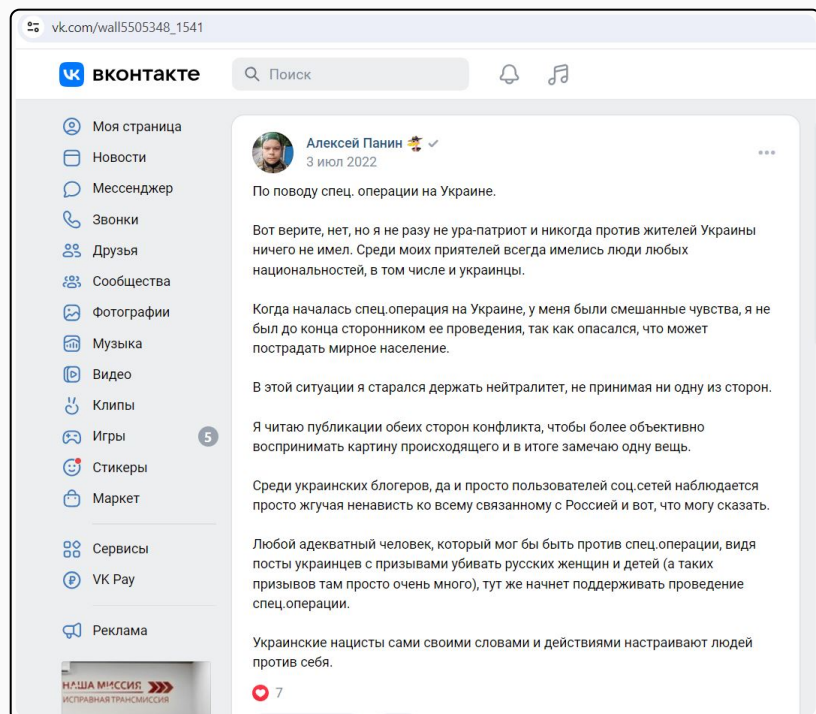 vk.com/wall5505348_1541
вконтакте
Поиск
Моя страница
Новости
Мессенджер
Звонки
Друзья
Сообщества
Фотографии
Музыка
Видео
Клипы
Игры
5
Стикеры
Маркет
Сервисы
VK Pay
Реклама
НАША МИССИЯ
ИСПРАВНАЯ ТРАНСМИССИЯ
Алексей Панин
3 июл 2022
По поводу спец. операции на Украине.
Вот верите, нет, но я не разу не ура-патриот и никогда против жителей Украины
ничего не имел. Среди моих приятелей всегда имелись люди любых
национальностей, в том числе и украинцы.
Когда началась спец.операция на Украине, у меня были смешанные чувства, я не
был до конца сторонником ее проведения, так как опасался, что может
пострадать мирное население.
В этой ситуации я старался держать нейтралитет, не принимая ни одну из сторон.
Я читаю публикации обеих сторон конфликта, чтобы более объективно
воспринимать картину происходящего и в итоге замечаю одну вещь.
Среди украинских блогеров, да и просто пользователей соц.сетей наблюдается
просто жгучая ненависть ко всему связанному с Россией и вот, что могу сказать.
Любой адекватный человек, который мог бы быть против спец.операции, видя
посты украинцев с призывами убивать русских женщин и детей (а таких
призывов там просто очень много), тут же начнет поддерживать проведение
спец.операции.
Украинские нацисты сами своими словами и действиями настраивают людей
против себя.
7